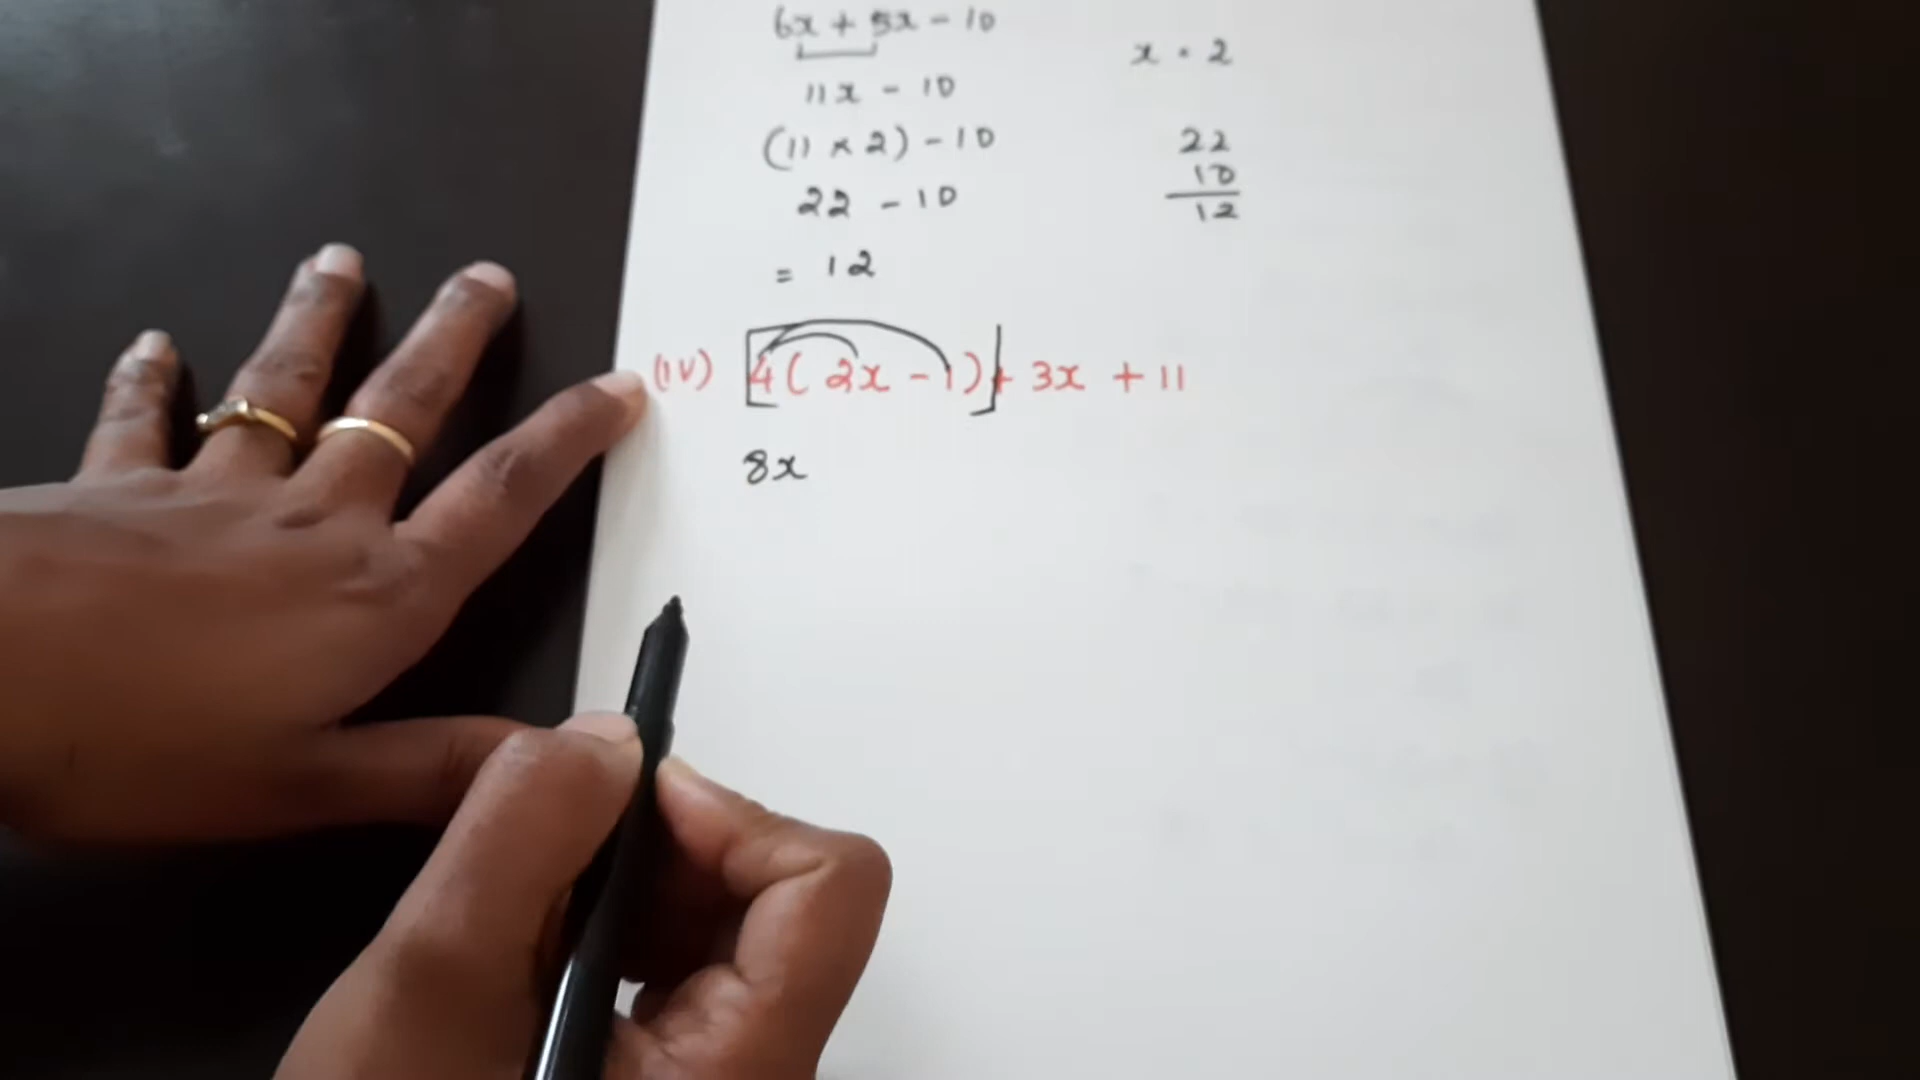 6x + 5x - 10
x = 2
11x - 10
(11 × 2) - 10
22 - 10
22
10
12
= 12
(IV) [4(2x - 1)] + 3x + 11
8x